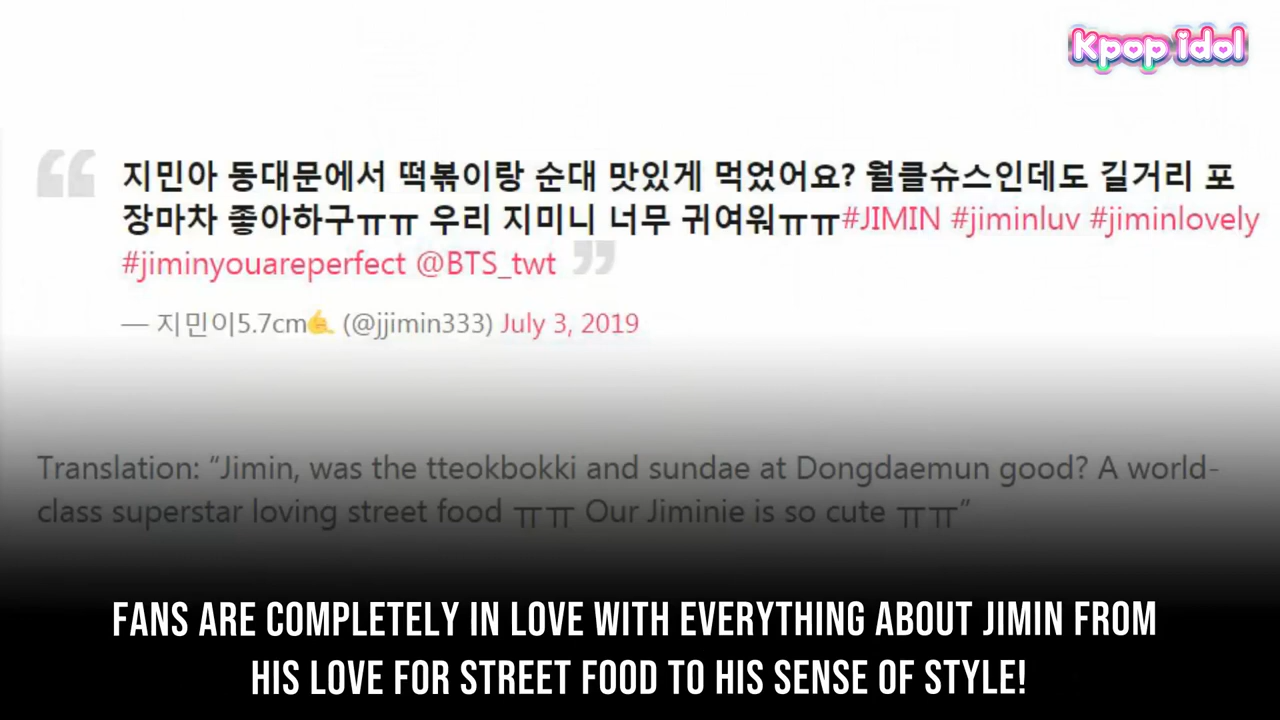 Kpop idol
지민아 동대문에서 떡볶이랑 순대 맛있게 먹었어요? 월클슈스인데도 길거리 포
장마차 좋아하구ㅠㅠ 우리 지미니 너무 귀여워ㅠㅠ#JIMIN #jiminluv #jiminlovely
#jiminyouareperfect @BTS_twt
— 지민이5.7cm🤙 (@jjimin333) July 3, 2019
Translation: “Jimin, was the tteokbokki and sundae at Dongdaemun good? A world-
class superstar loving street food ㅠㅠ Our Jiminie is so cute ㅠㅠ”
FANS ARE COMPLETELY IN LOVE WITH EVERYTHING ABOUT JIMIN FROM
HIS LOVE FOR STREET FOOD TO HIS SENSE OF STYLE!